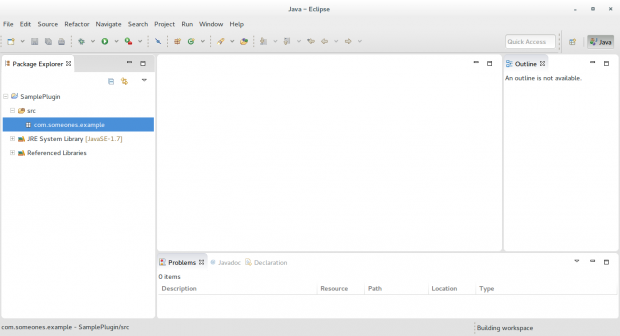 Java – Eclipse
File Edit Source Refactor Navigate Search Project Run Window Help
Quick Access
Java
Package Explorer
Outline
An outline is not available.
SamplePlugin
src
com.someones.example
JRE System Library [JavaSE-1.7]
Referenced Libraries
Problems Javadoc Declaration
0 items
Description Resource Path Location Type
com.someones.example - SamplePlugin/src
Building workspace